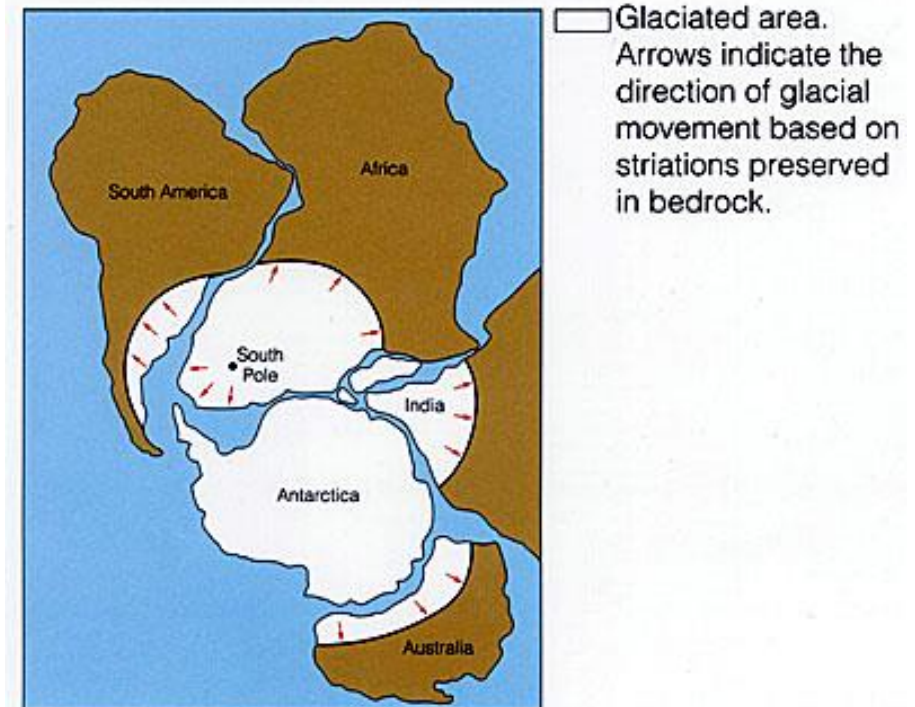 Glaciated area.
Arrows indicate the
direction of glacial
movement based on
striations preserved
in bedrock.
South America
Africa
South
Pole
India
Antarctica
Australia